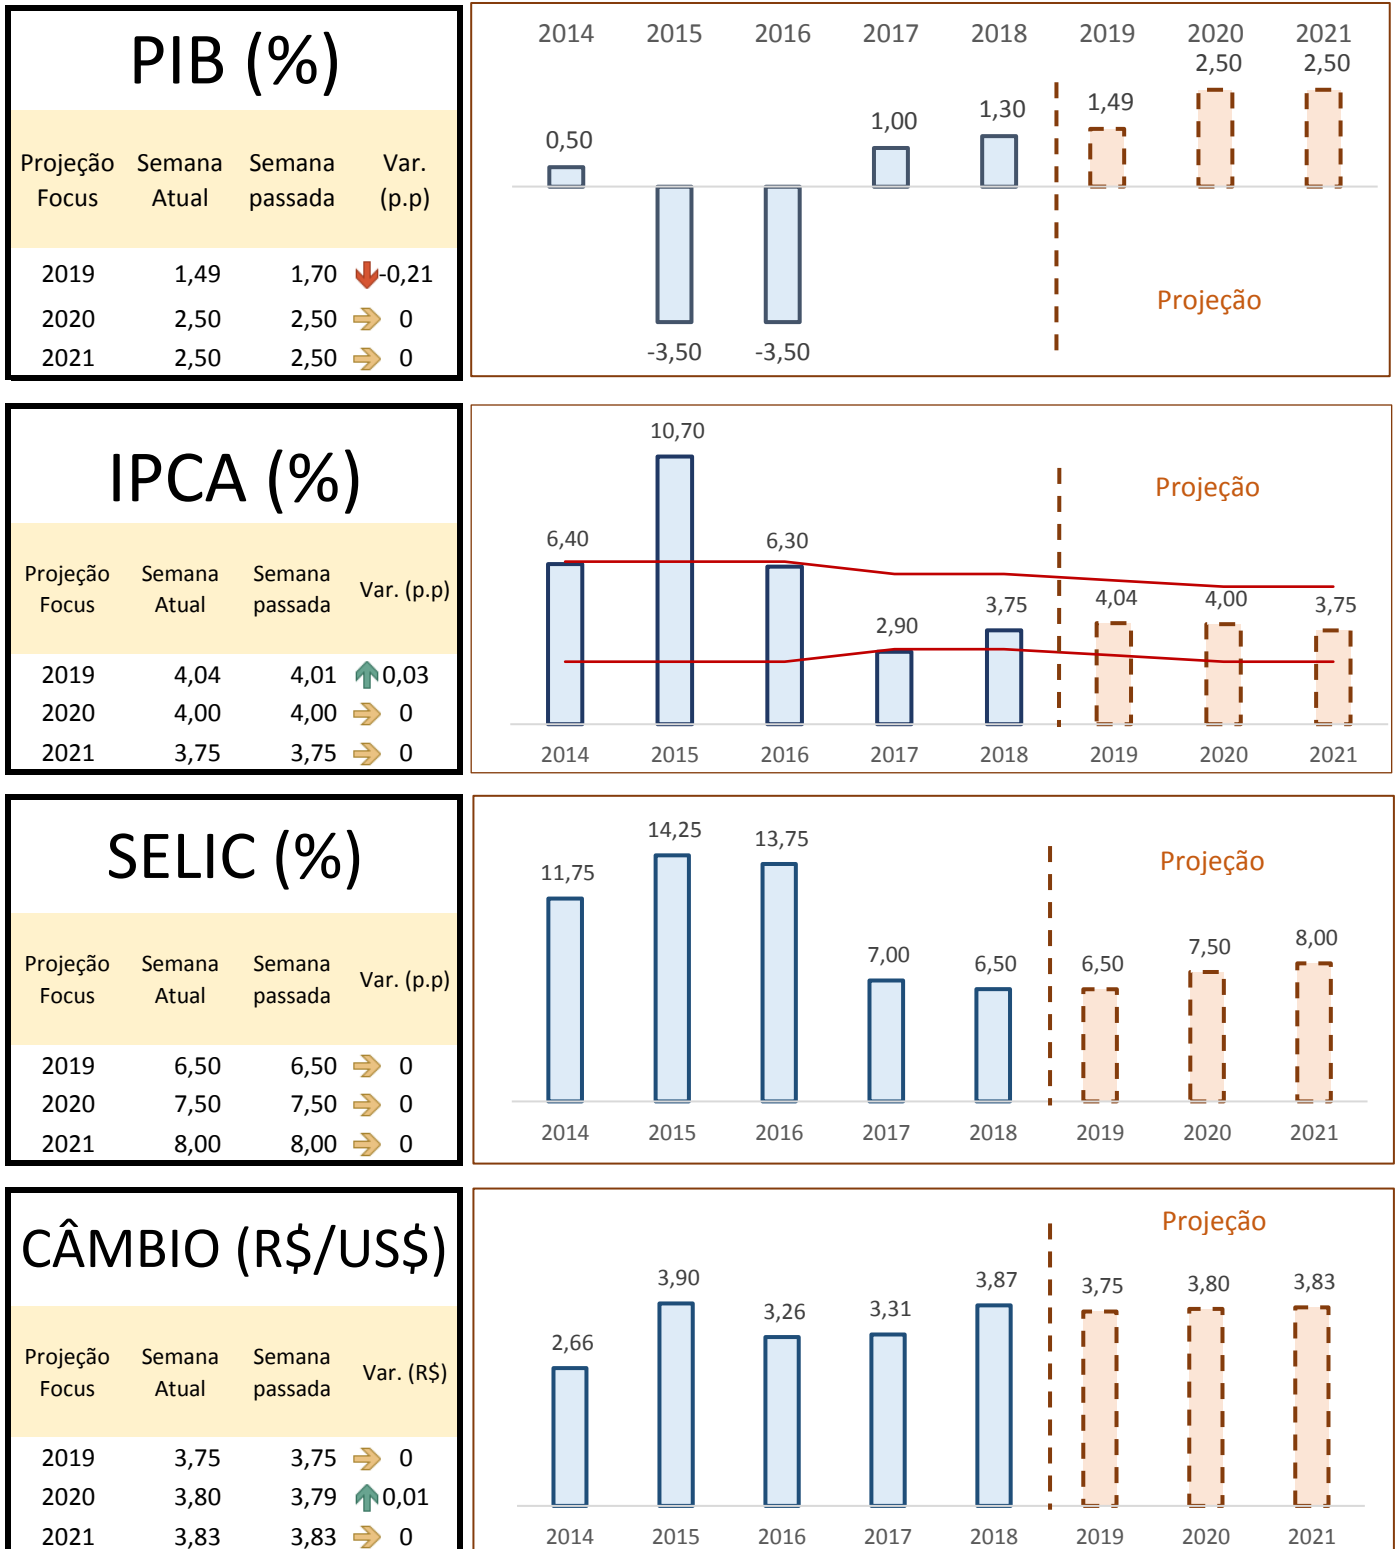 PIB (%)
Projeção Semana Semana Var.
Focus Atual passada (p.p)
2019 1,49 1,70 -0,21
2020 2,50 2,50 0
2021 2,50 2,50 0
2014 2015 2016 2017 2018 2019 2020 2021
2,50 2,50
1,49
1,30
1,00
0,50
Projeção
-3,50 -3,50
IPCA (%)
Projeção Semana Semana Var. (p.p)
Focus Atual passada
2019 4,04 4,01 0,03
2020 4,00 4,00 0
2021 3,75 3,75 0
10,70
Projeção
6,40 6,30
2,90 3,75 4,04 4,00 3,75
2014 2015 2016 2017 2018 2019 2020 2021
SELIC (%)
Projeção Semana Semana Var. (p.p)
Focus Atual passada
2019 6,50 6,50 0
2020 7,50 7,50 0
2021 8,00 8,00 0
14,25 13,75
Projeção
11,75
7,00 6,50 6,50 7,50 8,00
2014 2015 2016 2017 2018 2019 2020 2021
CÂMBIO (R$/US$)
Projeção Semana Semana Var. (R$)
Focus Atual passada
2019 3,75 3,75 0
2020 3,80 3,79 0,01
2021 3,83 3,83 0
Projeção
2,66 3,90 3,26 3,31 3,87 3,75 3,80 3,83
2014 2015 2016 2017 2018 2019 2020 2021